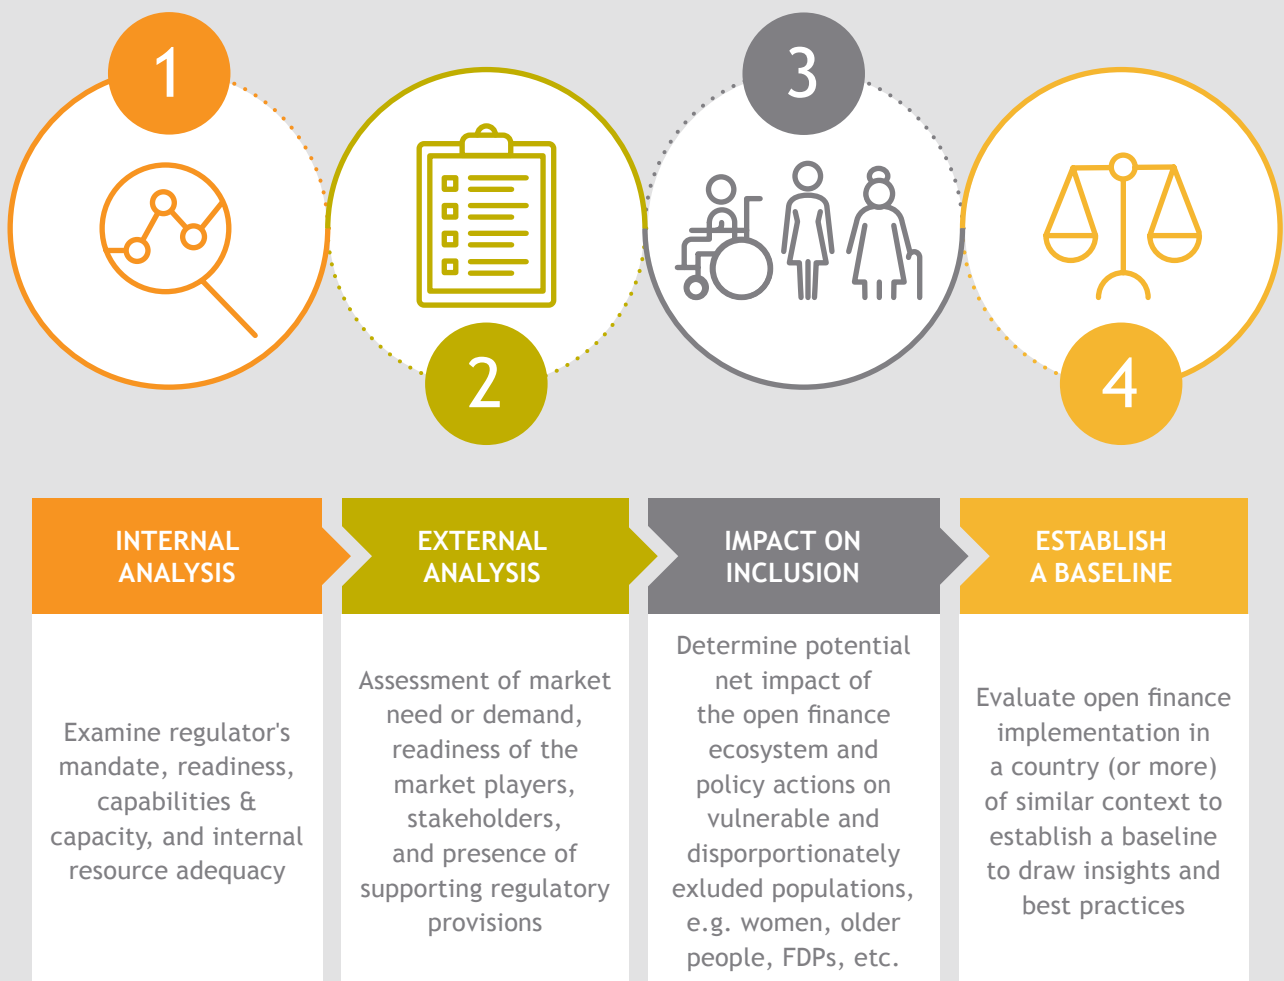 1
2
3
4
INTERNAL
ANALYSIS
Examine regulator's
mandate, readiness,
capabilities &
capacity, and internal
resource adequacy
EXTERNAL
ANALYSIS
Assessment of market
need or demand,
readiness of the
market players,
stakeholders,
and presence of
supporting regulatory
provisions
IMPACT ON
INCLUSION
Determine potential
net impact of
the open finance
ecosystem and
policy actions on
vulnerable and
disporportionately
exluded populations,
e.g. women, older
people, FDPs, etc.
ESTABLISH
A BASELINE
Evaluate open finance
implementation in
a country (or more)
of similar context to
establish a baseline
to draw insights and
best practices